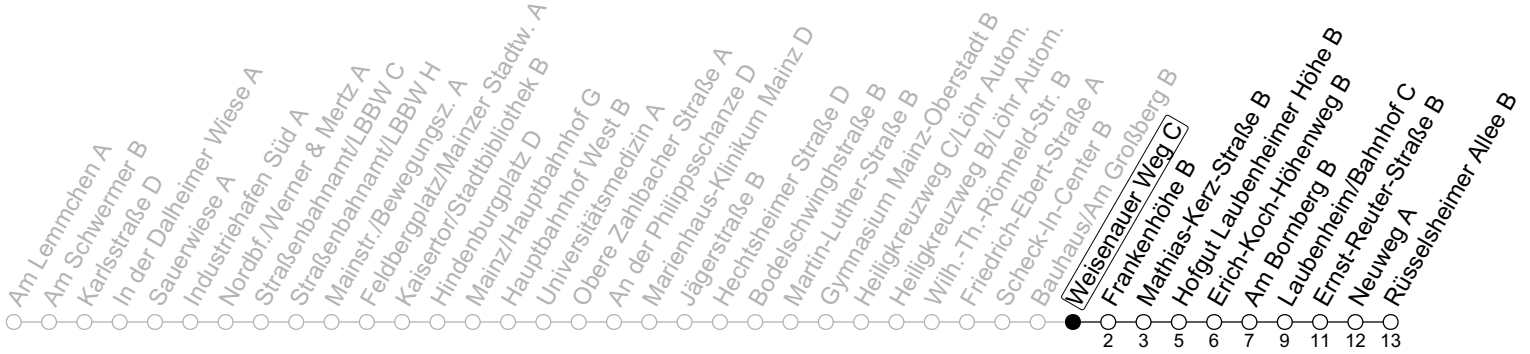 Am Lemmchen A
Am Schwermer B
Karlsstraße D
In der Dalheimer Wiese A
Sauerwiese A
Industriehafen Süd A
Nordbf./Werner & Mertz A
Straßenbahnamt/LBBW C
Straßenbahnamt/LBBW H
Mainstr./Bewegungsz. A
Feldbergplatz/Mainzer Stadtw. A
Kaisertor/Stadtbibliothek B
Hindenburgplatz D
Mainz/Hauptbahnhof G
Hauptbahnhof West B
Universitätsmedizin A
Obere Zahlbacher Straße A
An der Philippsschanze D
Marienhaus-Klinikum Mainz D
Jägerstraße B
Hechtsheimer Straße D
Bodelschwinghstraße B
Martin-Luther-Straße B
Gymnasium Mainz-Oberstadt B
Heiligkreuzweg C/Löhr Autom.
Heiligkreuzweg B/Löhr Autom.
Wilh.-Th.-Römheld-Str. B
Friedrich-Ebert-Straße A
Scheck-In-Center B
Bauhaus/Am Großberg B
Weisenauer Weg C
Frankenhöhe B
Mathias-Kerz-Straße B
Hofgut Laubenheimer Höhe B
Erich-Koch-Höhenweg B
Am Bornberg B
Laubenheim/Bahnhof C
Ernst-Reuter-Straße B
Neuweg A
Rüsselsheimer Allee B
2 3 5 6 7 9 11 12 13